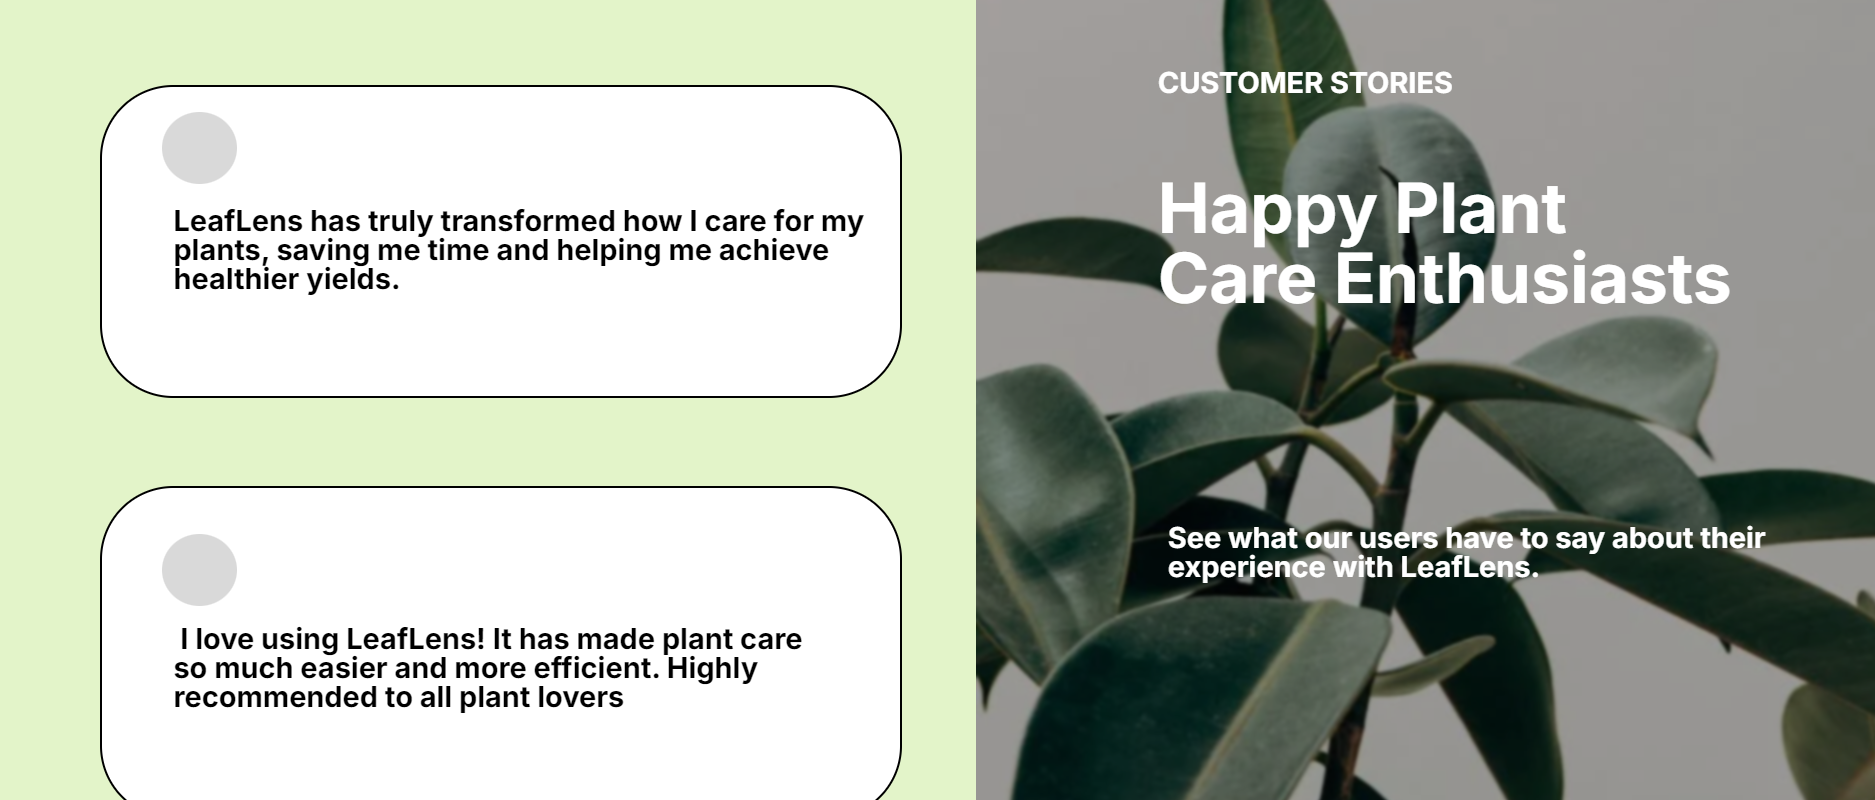 LeafLens has truly transformed how I care for my
plants, saving me time and helping me achieve
healthier yields.
I love using LeafLens! It has made plant care
so much easier and more efficient. Highly
recommended to all plant lovers
CUSTOMER STORIES
Happy Plant
Care Enthusiasts
See what our users have to say about their
experience with LeafLens.